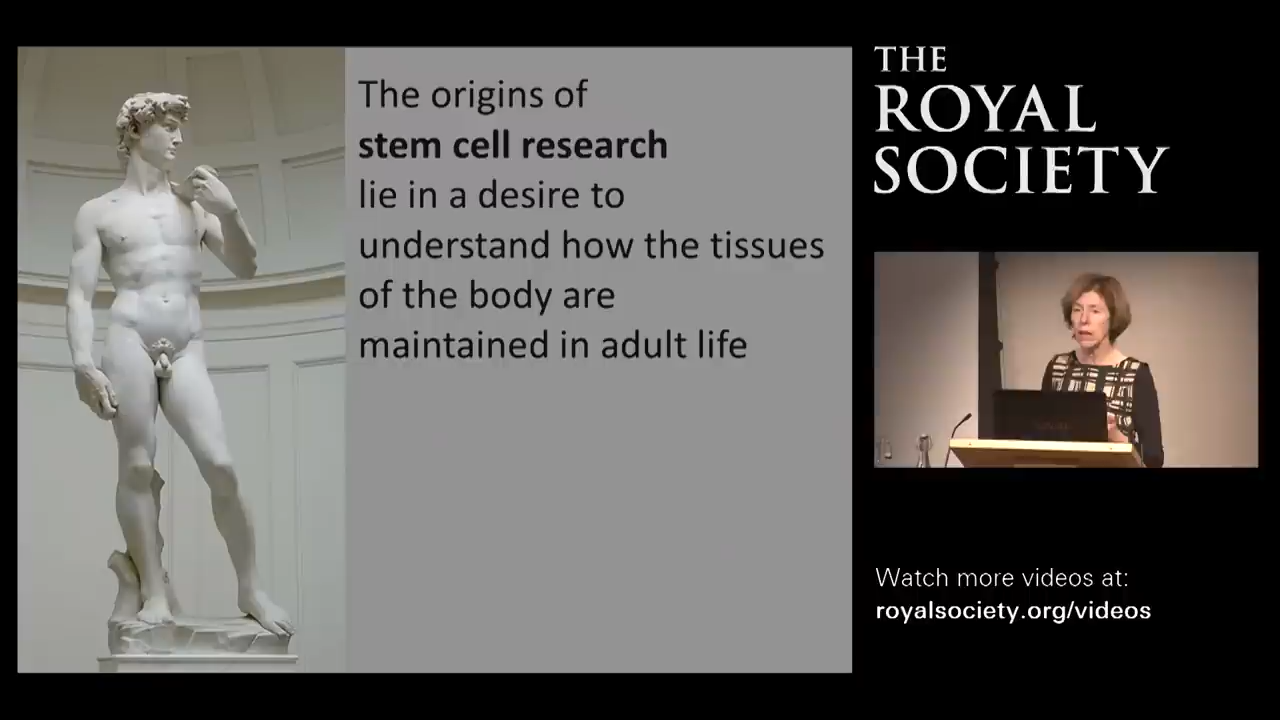 The origins of
stem cell research
lie in a desire to
understand how the tissues
of the body are
maintained in adult life
THE
ROYAL
SOCIETY
Watch more videos at:
royalsociety.org/videos